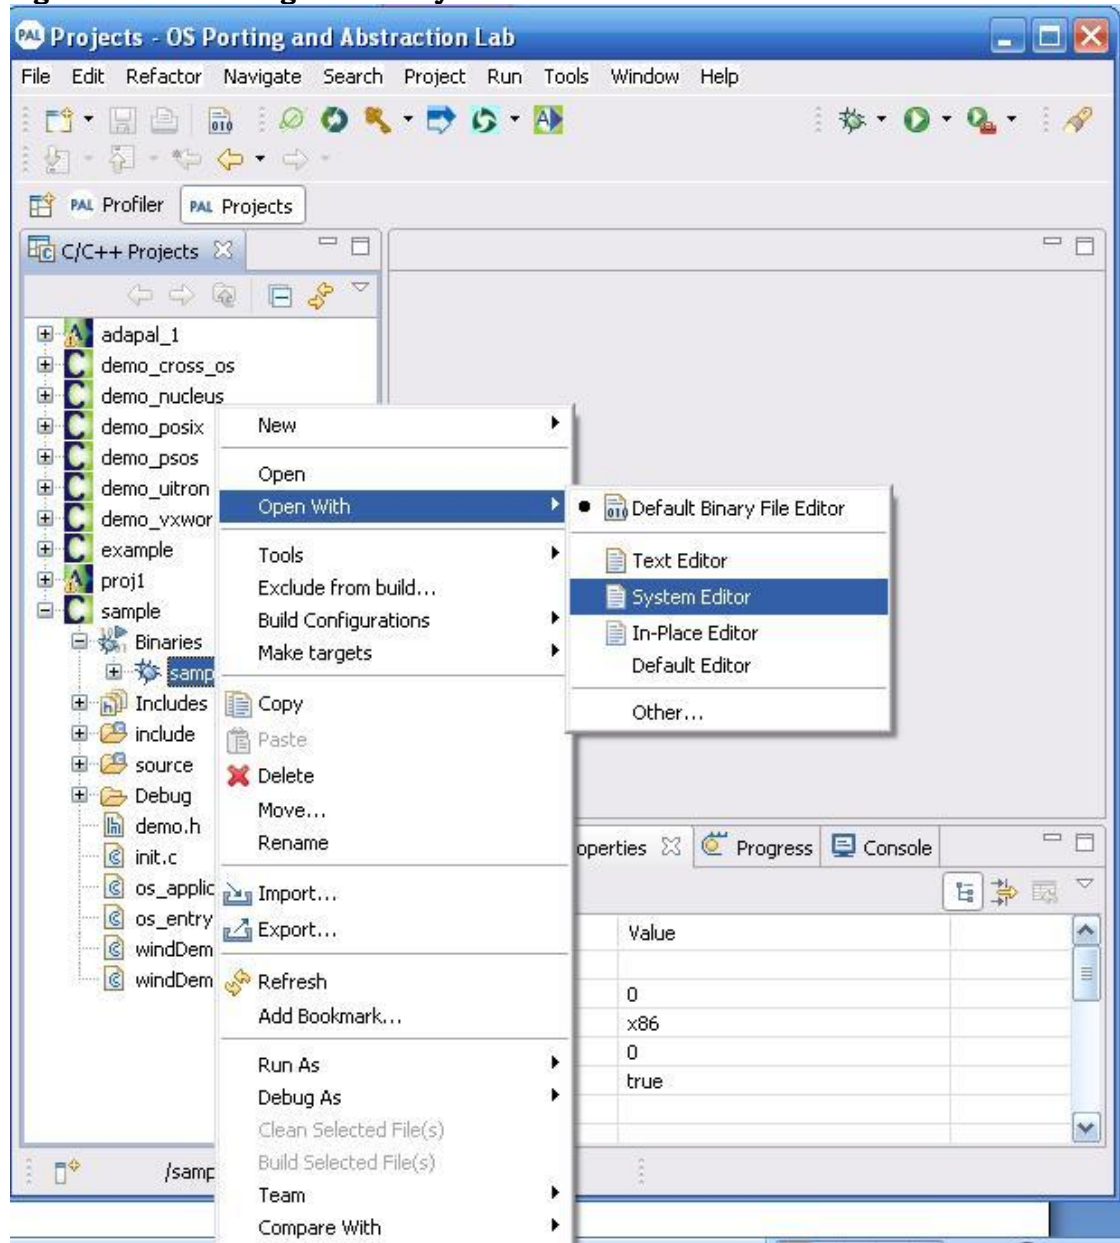 PAL Projects - OS Porting and Abstraction Lab
File Edit Refactor Navigate Search Project Run Tools Window Help
PAL Profiler PAL Projects
C/C++ Projects
adapal_1
demo_cross_os
demo_nucleus
demo_posix
demo_psos
demo_uitron
demo_vxwor
example
proj1
sample
Binaries
samp
Includes
include
source
Debug
demo.h
init.c
os_applic
os_entry
windDem
windDem
New
Open
Open With
Tools
Exclude from build...
Build Configurations
Make targets
Copy
Paste
Delete
Move...
Rename
Import...
Export...
Refresh
Add Bookmark...
Run As
Debug As
Clean Selected File(s)
Build Selected File(s)
Team
Compare With
Default Binary File Editor
Text Editor
System Editor
In-Place Editor
Default Editor
Other...
operties Progress Console
Value
0
x86
0
true
/samp